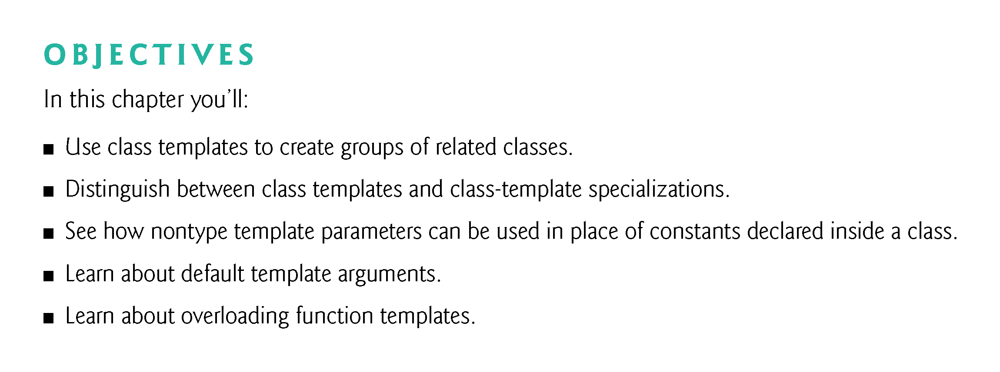 OBJECTIVES
In this chapter you’ll:
■ Use class templates to create groups of related classes.
■ Distinguish between class templates and class-template specializations.
■ See how nontype template parameters can be used in place of constants declared inside a class.
■ Learn about default template arguments.
■ Learn about overloading function templates.